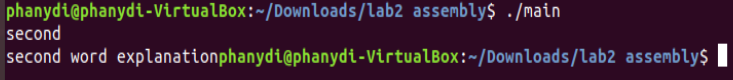 phanydi@phanydi-VirtualBox:~/Downloads/lab2 assembly$ ./main
second
second word explanationphanydi@phanydi-VirtualBox:~/Downloads/lab2 assembly$